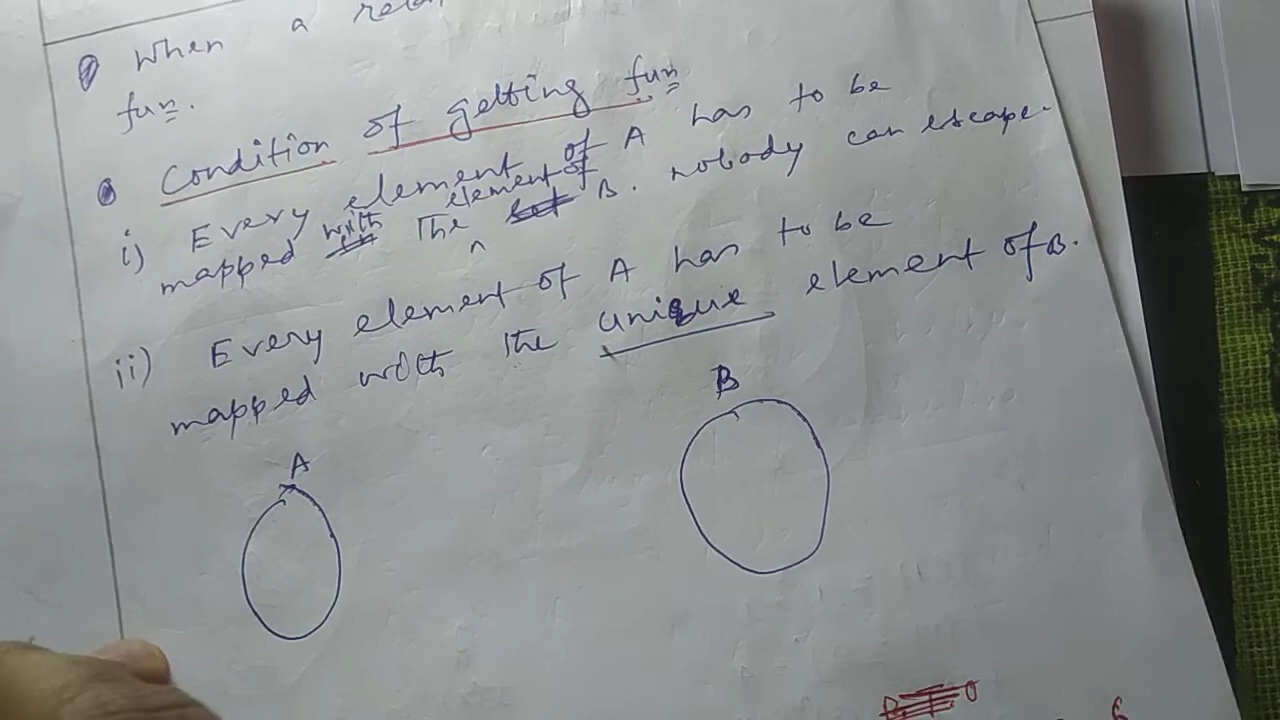 When a
fun.
Condition of getting fun
i) Every element of A has to be
mapped with the element of B. nobody can escape.
ii) Every element of A has to be
mapped with the unique element of B.
B
A